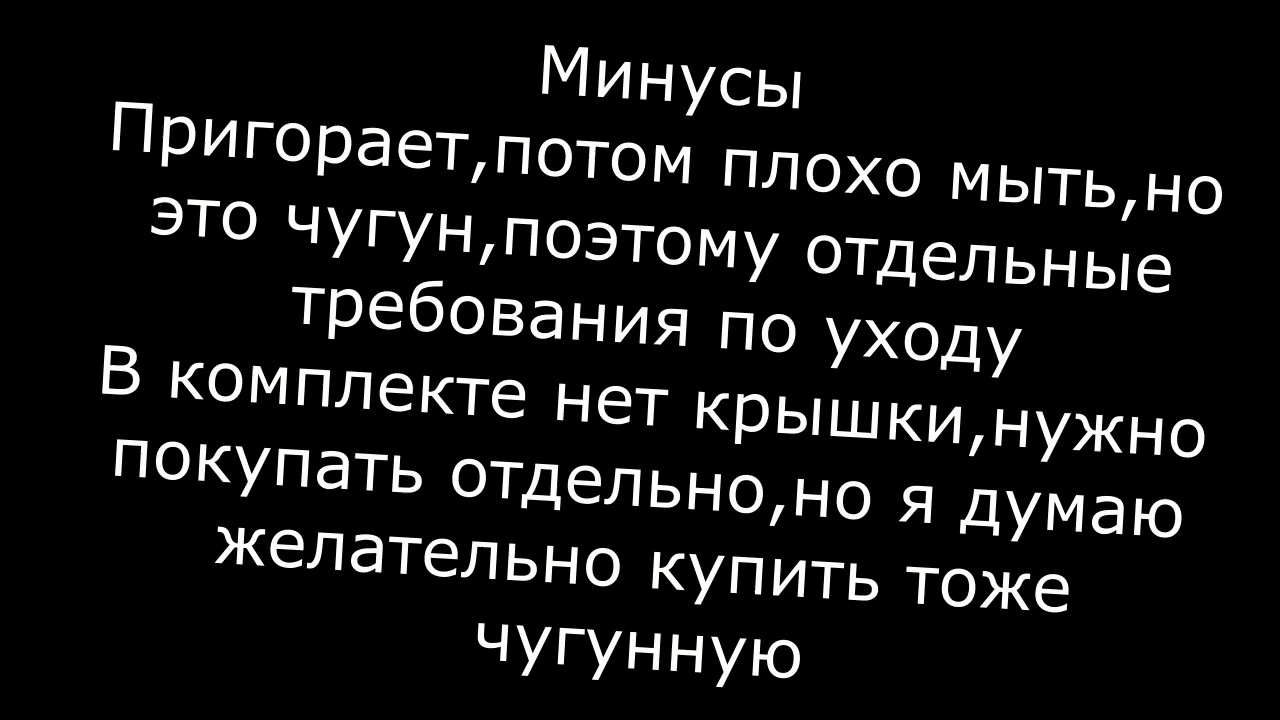 Минусы
Пригорает,потом плохо мыть,но
это чугун,поэтому отдельные
требования по уходу
В комплекте нет крышки,нужно
покупать отдельно,но я думаю
желательно купить тоже
чугунную